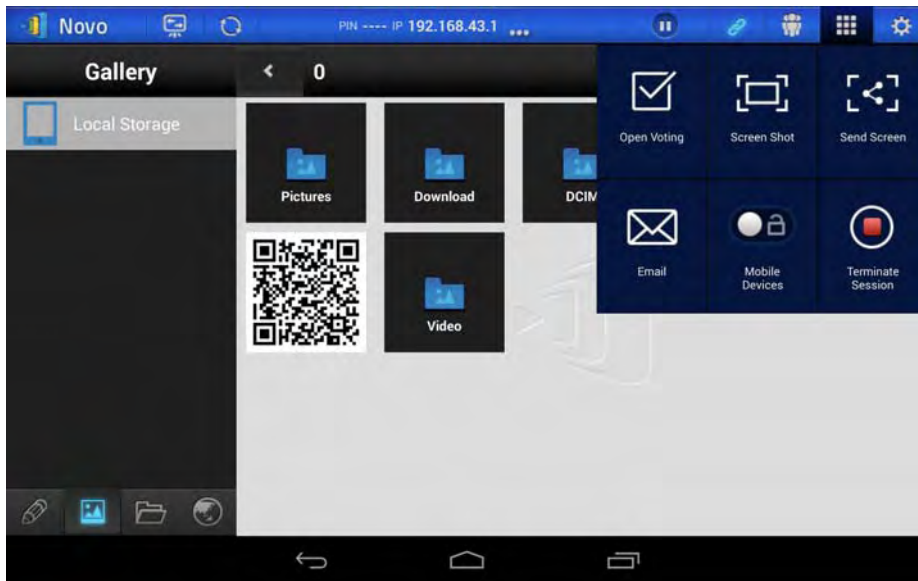 Novo
PIN ---- IP 192.168.43.1 ...
Gallery
0
Local Storage
Pictures
Download
DCIM
Video
Open Voting
Screen Shot
Send Screen
Email
Mobile
Devices
Terminate
Session